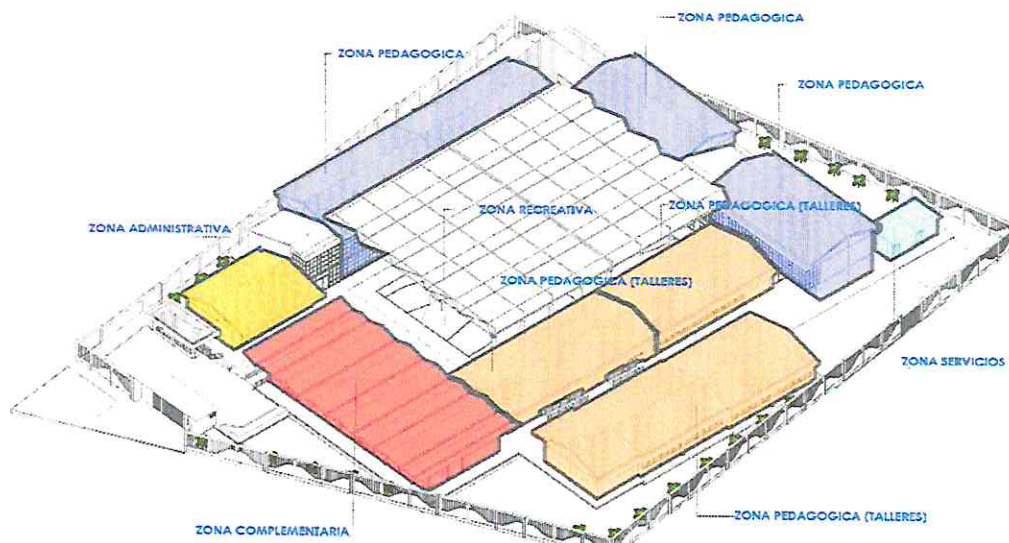 ZONA PEDAGOGICA
ZONA PEDAGOGICA
ZONA PEDAGOGICA
ZONA PEDAGOGICA (TALLERES)
ZONA RECREATIVA
ZONA ADMINISTRATIVA
ZONA PEDAGOGICA (TALLERES)
ZONA SERVICIOS
ZONA PEDAGOGICA (TALLERES)
ZONA COMPLEMENTARIA